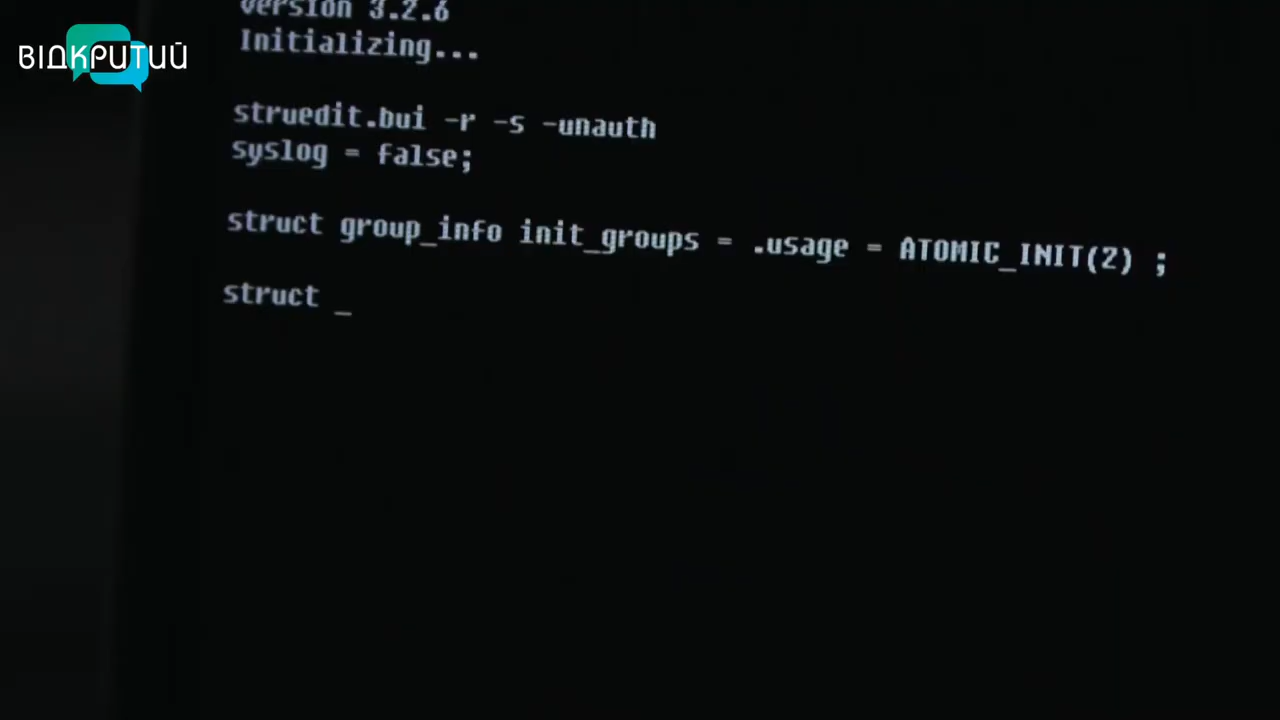 ВІДКРИТИЙ
version 3.2.6
Initializing...
struedit.bui -r -s -unauth
syslog = false;
struct group_info init_groups = .usage = ATOMIC_INIT(2) ;
struct _